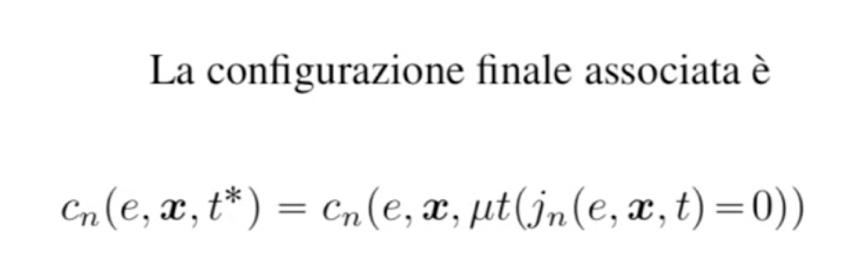 La configurazione finale associata è
cₙ(e, 𝒙, t*) = cₙ(e, 𝒙, μt(jₙ(e, 𝒙, t)=0))